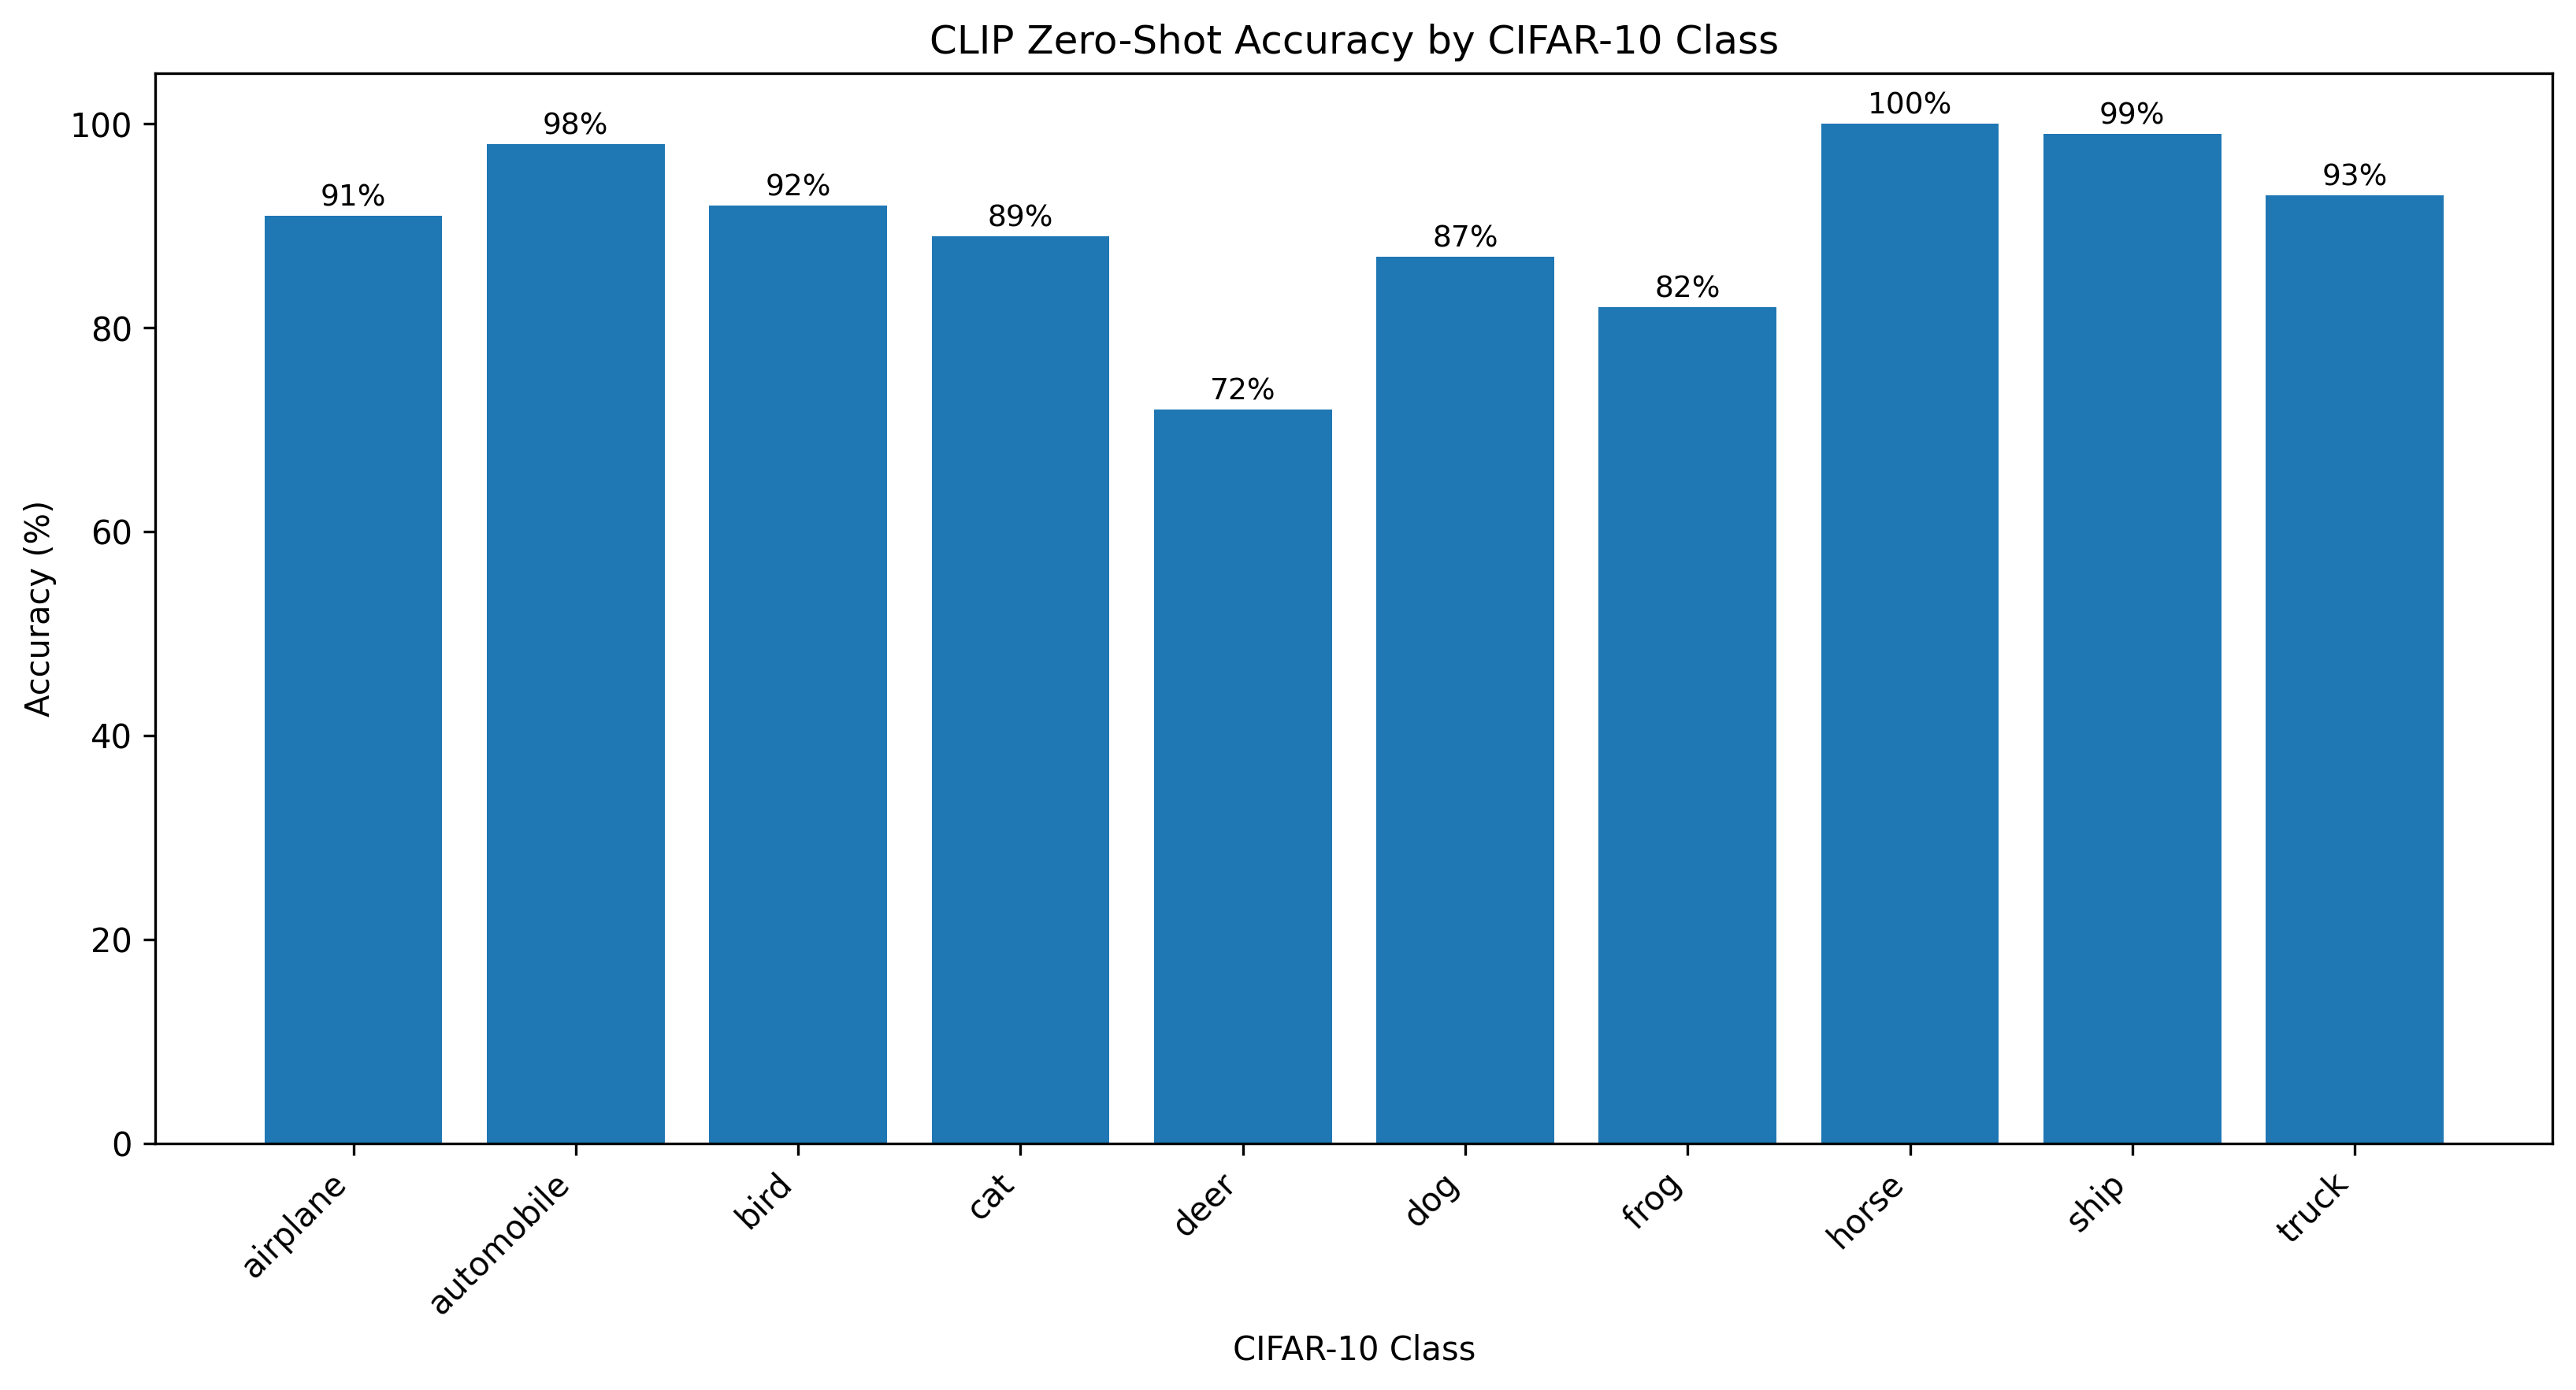 CLIP Zero-Shot Accuracy by CIFAR-10 Class
Accuracy (%)
100
80
60
40
20
0
91%
98%
92%
89%
72%
87%
82%
100%
99%
93%
airplane
automobile
bird
cat
deer
dog
frog
horse
ship
truck
CIFAR-10 Class